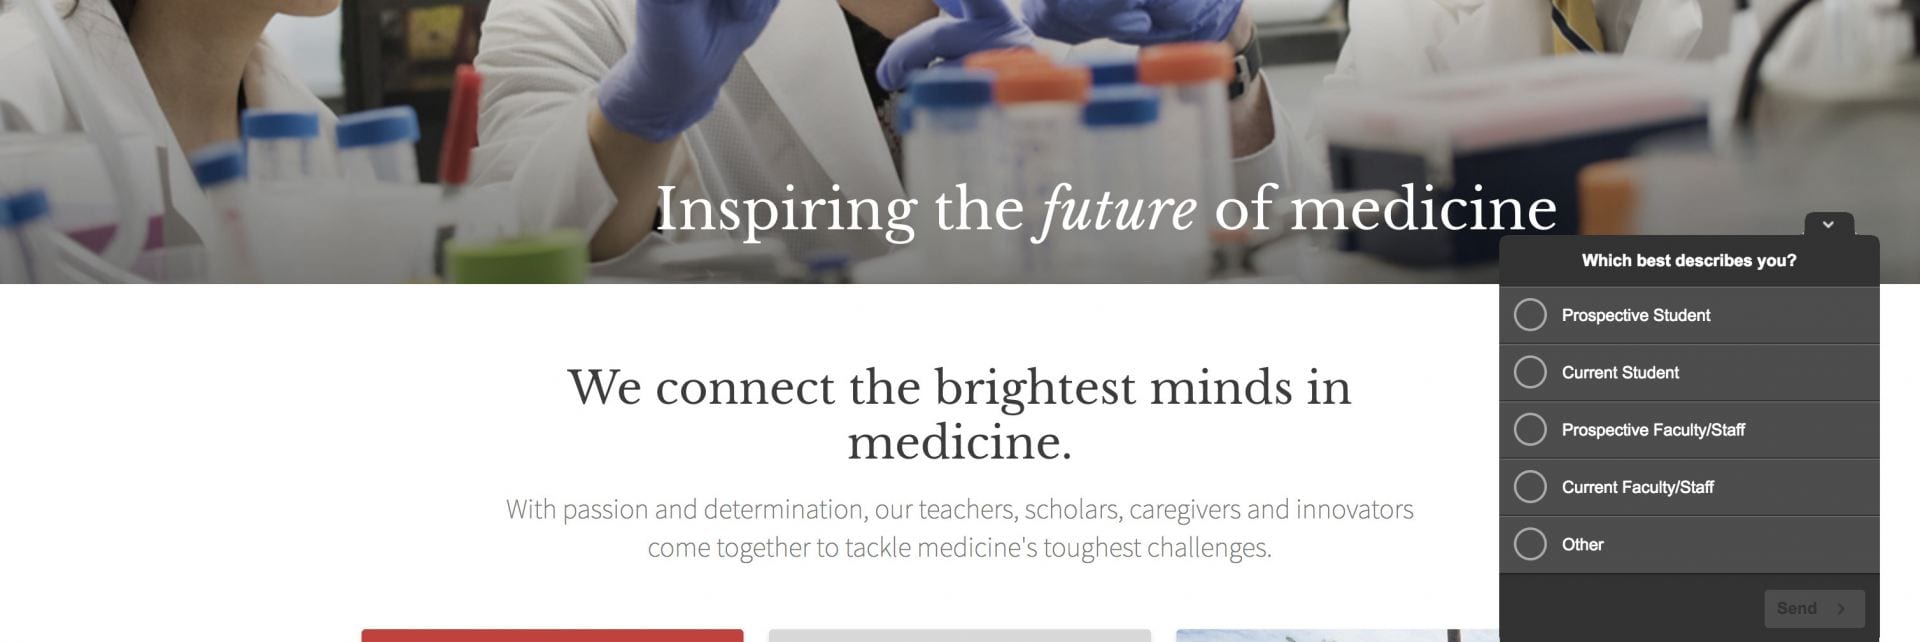 Inspiring the future of medicine
We connect the brightest minds in
medicine.
With passion and determination, our teachers, scholars, caregivers and innovators
come together to tackle medicine's toughest challenges.
Which best describes you?
Prospective Student
Current Student
Prospective Faculty/Staff
Current Faculty/Staff
Other
Send